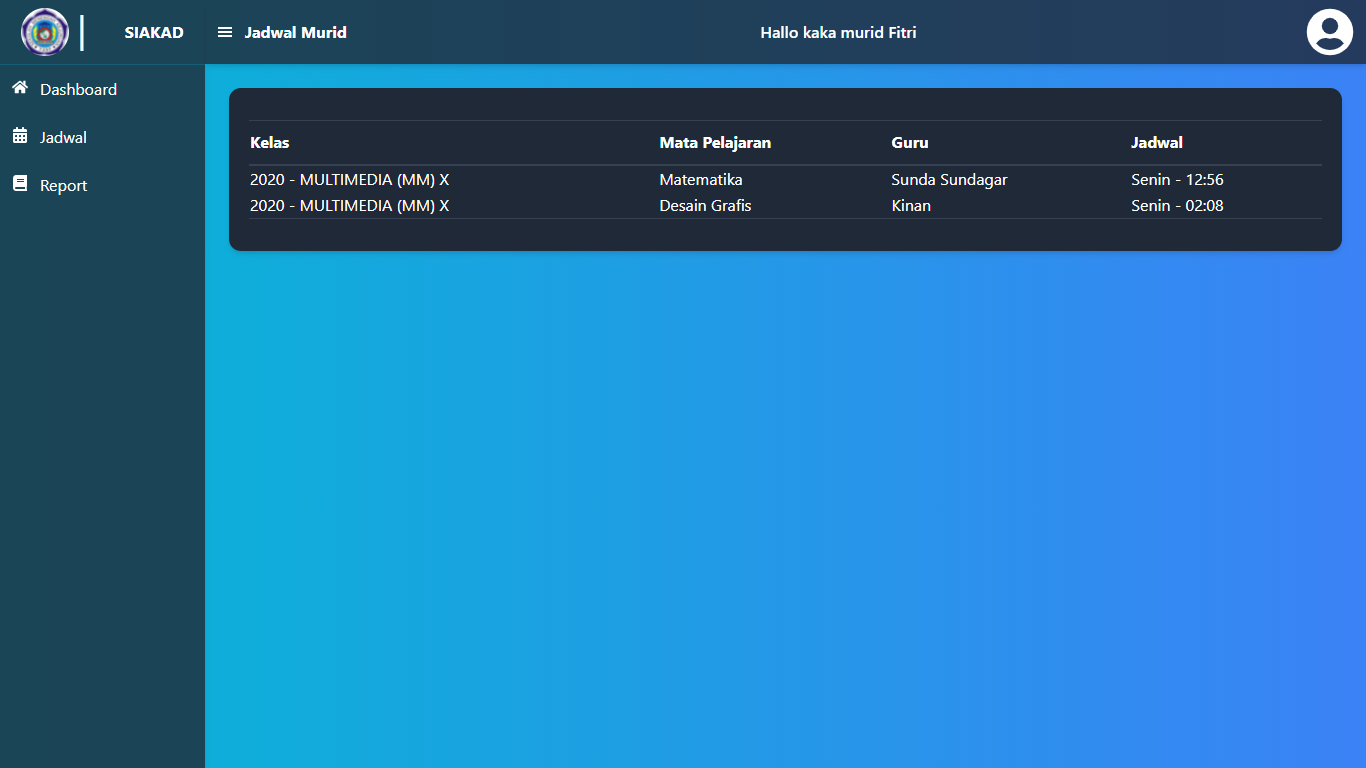 SIAKAD
Jadwal Murid
Hallo kaka murid Fitri
Dashboard
Jadwal
Report
Kelas Mata Pelajaran Guru Jadwal
2020 - MULTIMEDIA (MM) X Matematika Sunda Sundagar Senin - 12:56
2020 - MULTIMEDIA (MM) X Desain Grafis Kinan Senin - 02:08